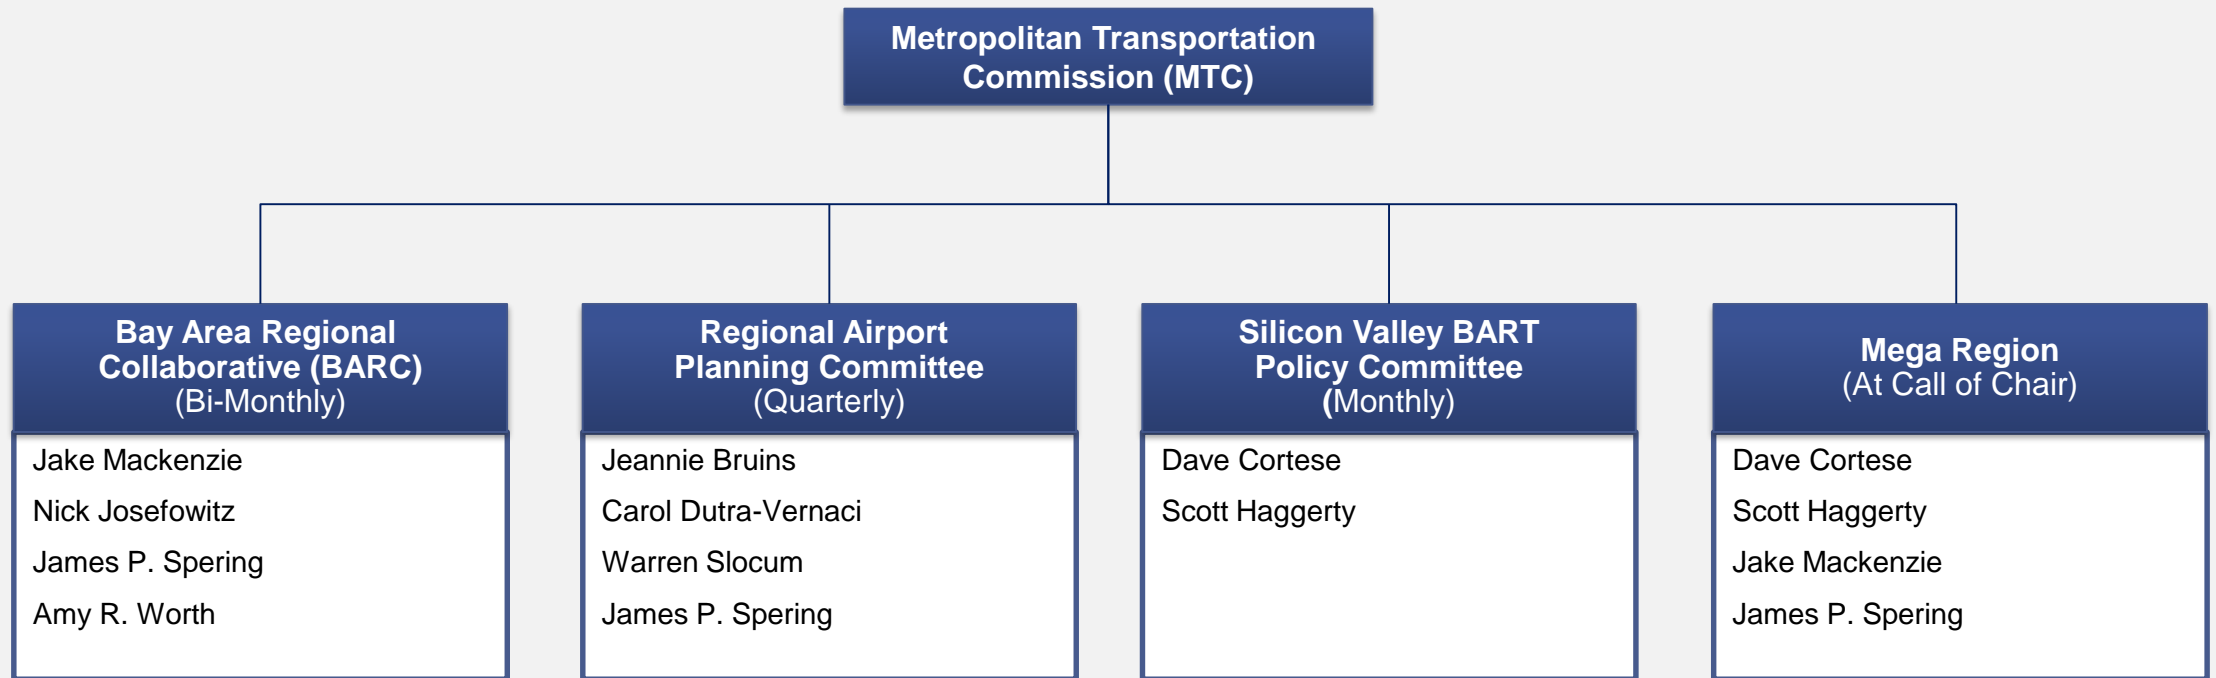 Metropolitan Transportation
Commission (MTC)
Bay Area Regional
Collaborative (BARC)
(Bi-Monthly)
Jake Mackenzie
Nick Josefowitz
James P. Spering
Amy R. Worth
Regional Airport
Planning Committee
(Quarterly)
Jeannie Bruins
Carol Dutra-Vernaci
Warren Slocum
James P. Spering
Silicon Valley BART
Policy Committee
(Monthly)
Dave Cortese
Scott Haggerty
Mega Region
(At Call of Chair)
Dave Cortese
Scott Haggerty
Jake Mackenzie
James P. Spering